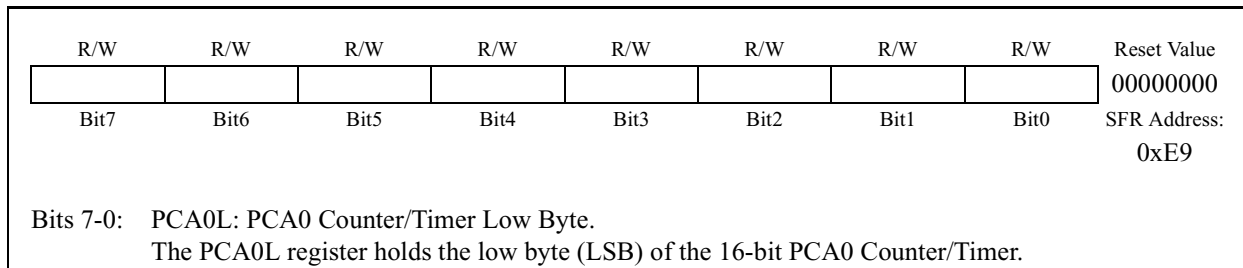 R/W R/W R/W R/W R/W R/W R/W R/W Reset Value
00000000
Bit7 Bit6 Bit5 Bit4 Bit3 Bit2 Bit1 Bit0 SFR Address:
0xE9
Bits 7-0: PCA0L: PCA0 Counter/Timer Low Byte.
The PCA0L register holds the low byte (LSB) of the 16-bit PCA0 Counter/Timer.